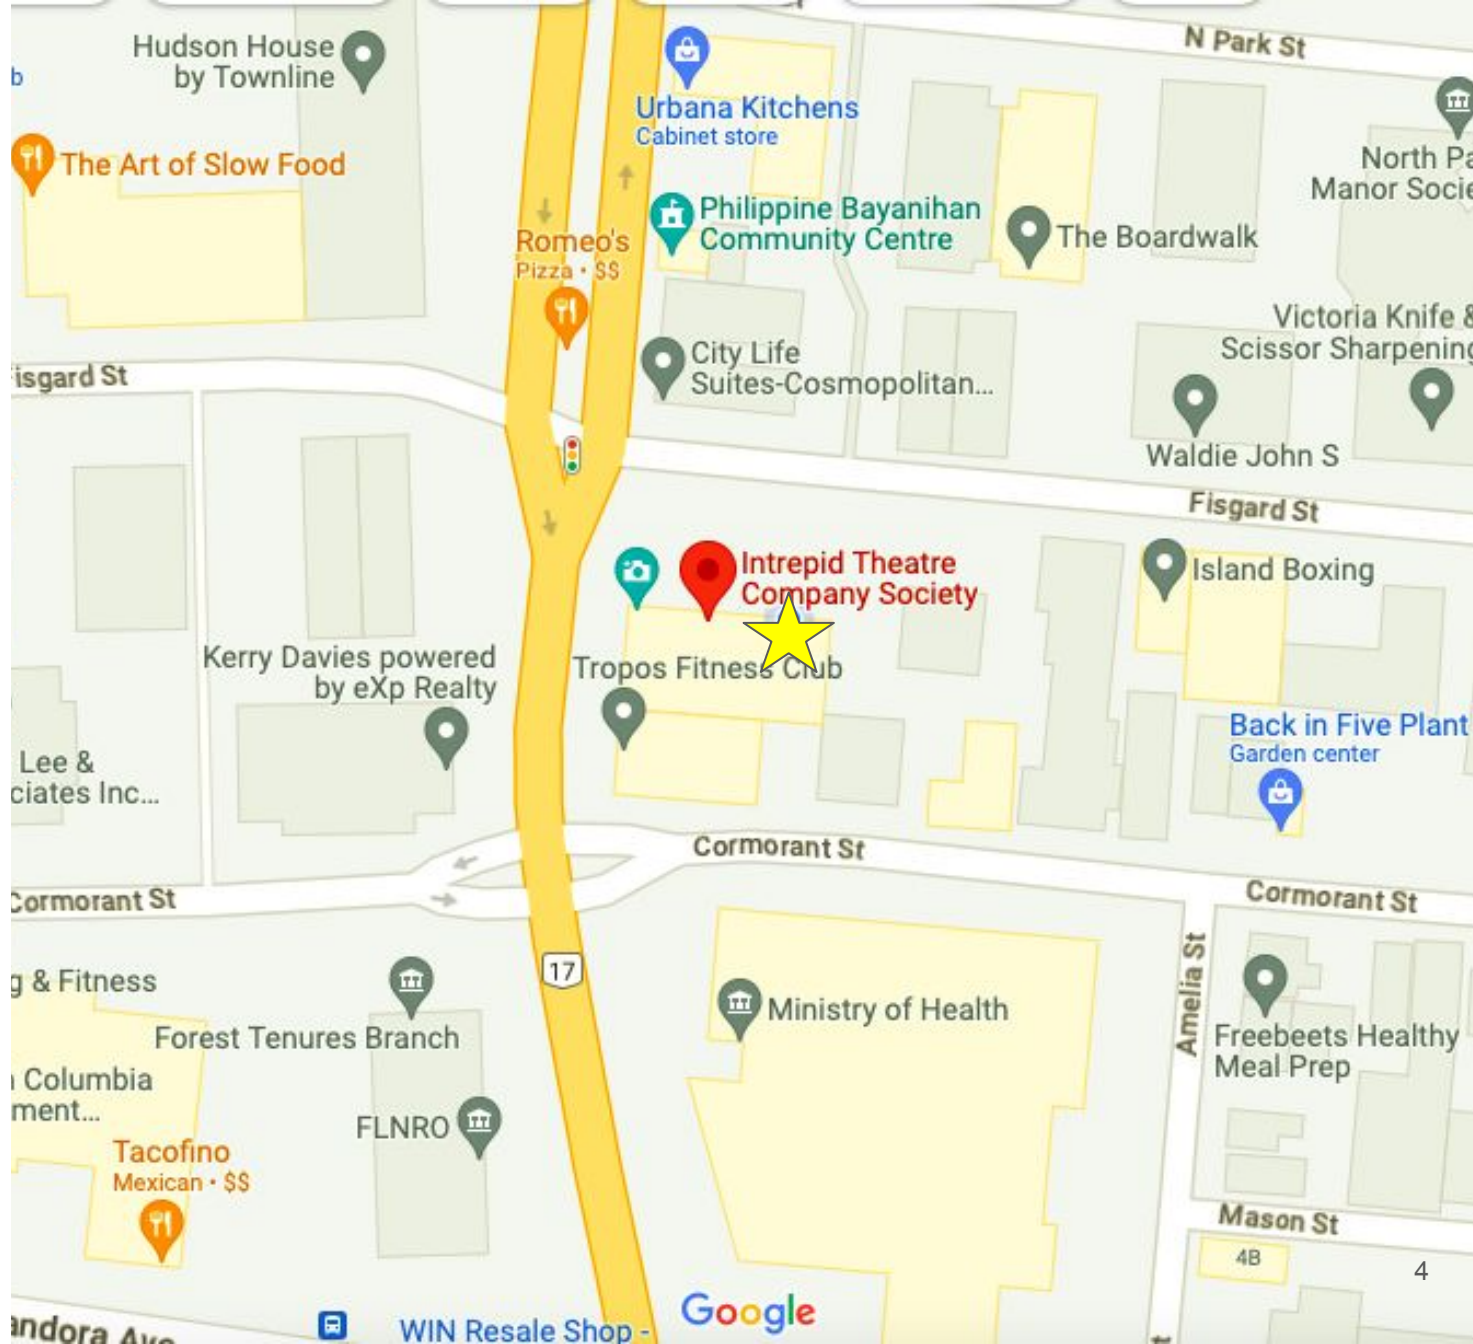 N Park St
Hudson House
by Townline
b
Urbana Kitchens
Cabinet store
The Art of Slow Food
North Pa
Manor Socie
Philippine Bayanihan
Community Centre
Romeo's
Pizza • $$
The Boardwalk
Victoria Knife &
Scissor Sharpening
City Life
Suites-Cosmopolitan...
isgard St
Waldie John S
Fisgard St
Intrepid Theatre
Company Society
Island Boxing
Kerry Davies powered
by eXp Realty
Tropos Fitness Club
Back in Five Plant
Garden center
Lee &
ciates Inc...
Cormorant St
Cormorant St
Cormorant St
17
Amelia St
g & Fitness
Ministry of Health
Forest Tenures Branch
Freebeets Healthy
Meal Prep
Columbia
ment...
FLNRO
Tacofino
Mexican • $$
Mason St
4B
4
Google
andora Ave
WIN Resale Shop -